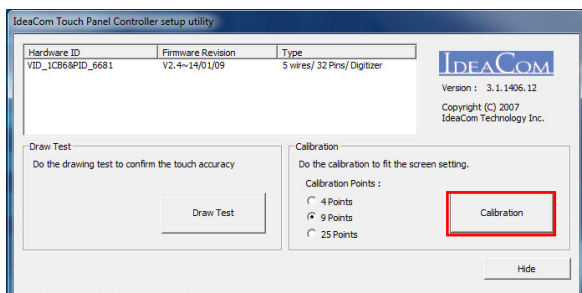 IdeaCom Touch Panel Controller setup utility
Hardware ID Firmware Revision Type
VID_1CB6&PID_6681 V2.4~14/01/09 5 wires/ 32 Pins/ Digitizer
IDEACOM
Version : 3.1.1406.12
Copyright (C) 2007
IdeaCom Technology Inc.
Draw Test
Do the drawing test to confirm the touch accuracy
Draw Test
Calibration
Do the calibration to fit the screen setting.
Calibration Points :
4 Points
9 Points
25 Points
Calibration
Hide